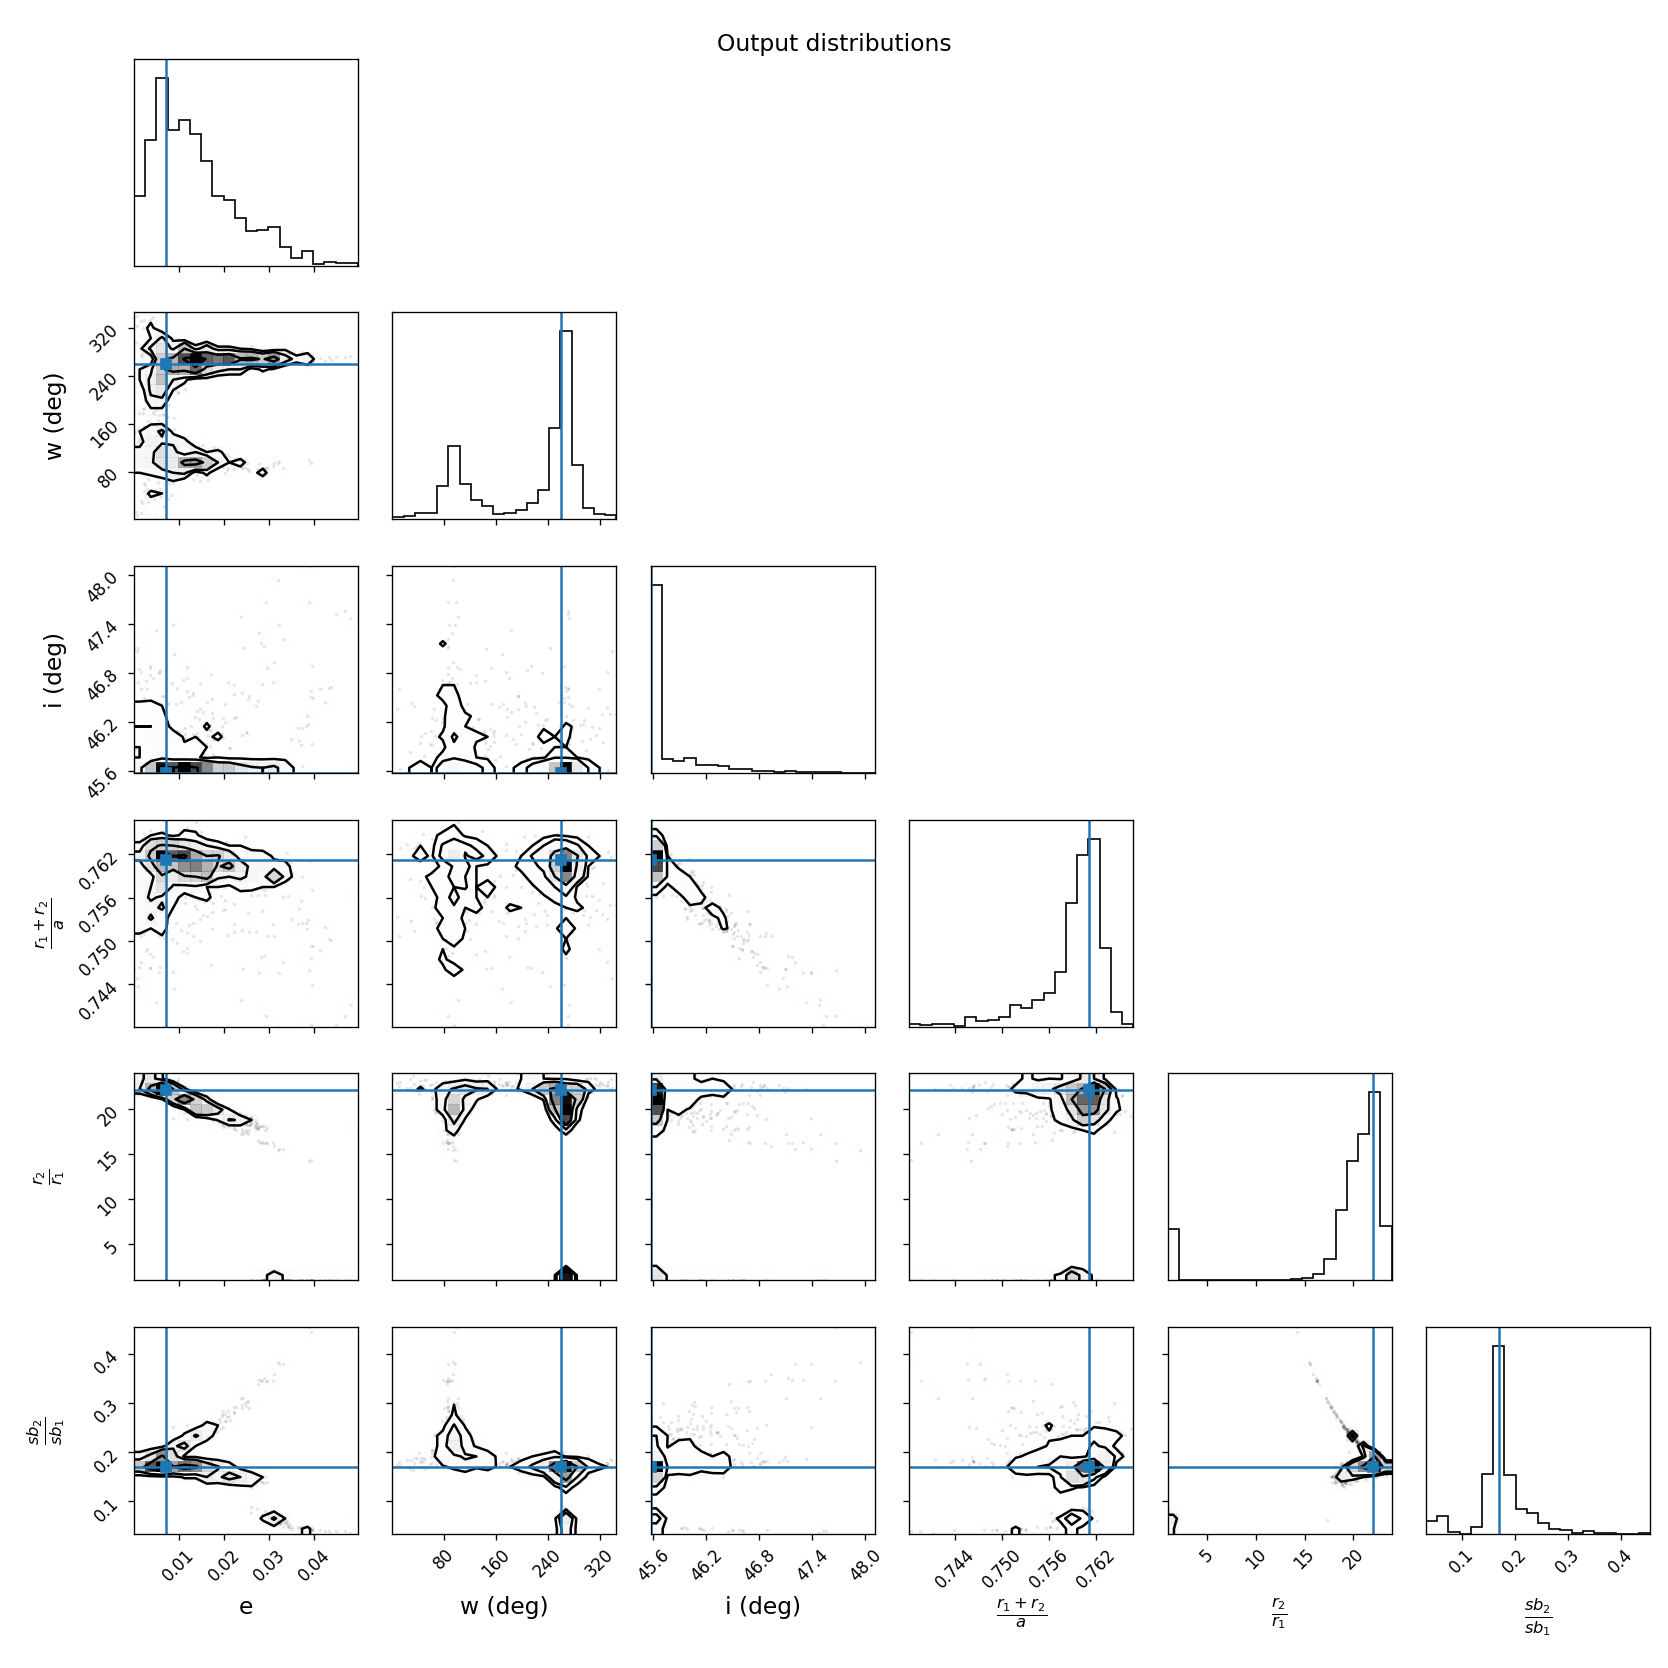 Output distributions
w (deg)
320
240
160
80
i (deg)
48.0
47.4
46.8
46.2
45.6
r₁ + r₂
a
0.762
0.756
0.750
0.744
r₂
r₁
20
15
10
5
sb₂
sb₁
0.4
0.3
0.2
0.1
0.01 0.02 0.03 0.04
80 160 240 320
45.6 46.2 46.8 47.4 48.0
0.744 0.750 0.756 0.762
5 10 15 20
0.1 0.2 0.3 0.4
e
w (deg)
i (deg)
r₁ + r₂
a
r₂
r₁
sb₂
sb₁